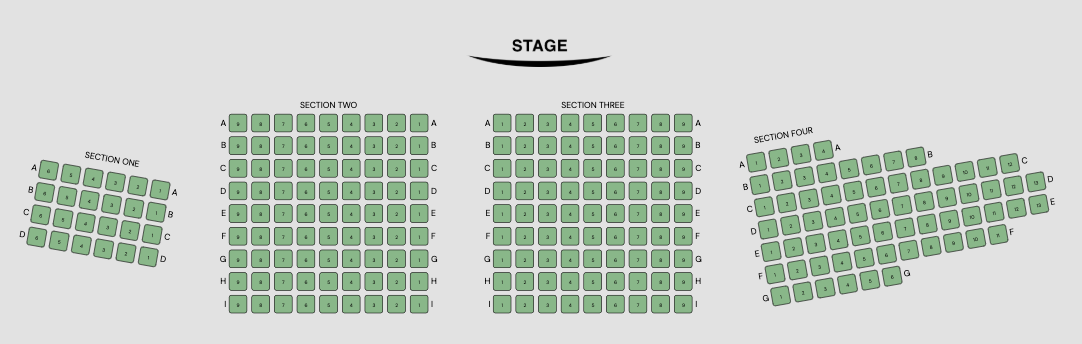 STAGE
SECTION ONE
A 6 5 4 3 2 1 A
B 6 5 4 3 2 1 B
C 6 5 4 3 2 1 C
D 6 5 4 3 2 1 D
SECTION TWO
A 9 8 7 6 5 4 3 2 1 A
B 9 8 7 6 5 4 3 2 1 B
C 9 8 7 6 5 4 3 2 1 C
D 9 8 7 6 5 4 3 2 1 D
E 9 8 7 6 5 4 3 2 1 E
F 9 8 7 6 5 4 3 2 1 F
G 9 8 7 6 5 4 3 2 1 G
H 9 8 7 6 5 4 3 2 1 H
I 9 8 7 6 5 4 3 2 1 I
SECTION THREE
A 1 2 3 4 5 6 7 8 9 A
B 1 2 3 4 5 6 7 8 9 B
C 1 2 3 4 5 6 7 8 9 C
D 1 2 3 4 5 6 7 8 9 D
E 1 2 3 4 5 6 7 8 9 E
F 1 2 3 4 5 6 7 8 9 F
G 1 2 3 4 5 6 7 8 9 G
H 1 2 3 4 5 6 7 8 9 H
I 1 2 3 4 5 6 7 8 9 I
SECTION FOUR
A 1 2 3 4 A
B 1 2 3 4 5 6 7 8 B
C 1 2 3 4 5 6 7 8 9 10 11 12 C
D 1 2 3 4 5 6 7 8 9 10 11 12 13 D
E 1 2 3 4 5 6 7 8 9 10 11 12 13 E
F 1 2 3 4 5 6 7 8 9 10 11 F
G 1 2 3 4 5 6 G